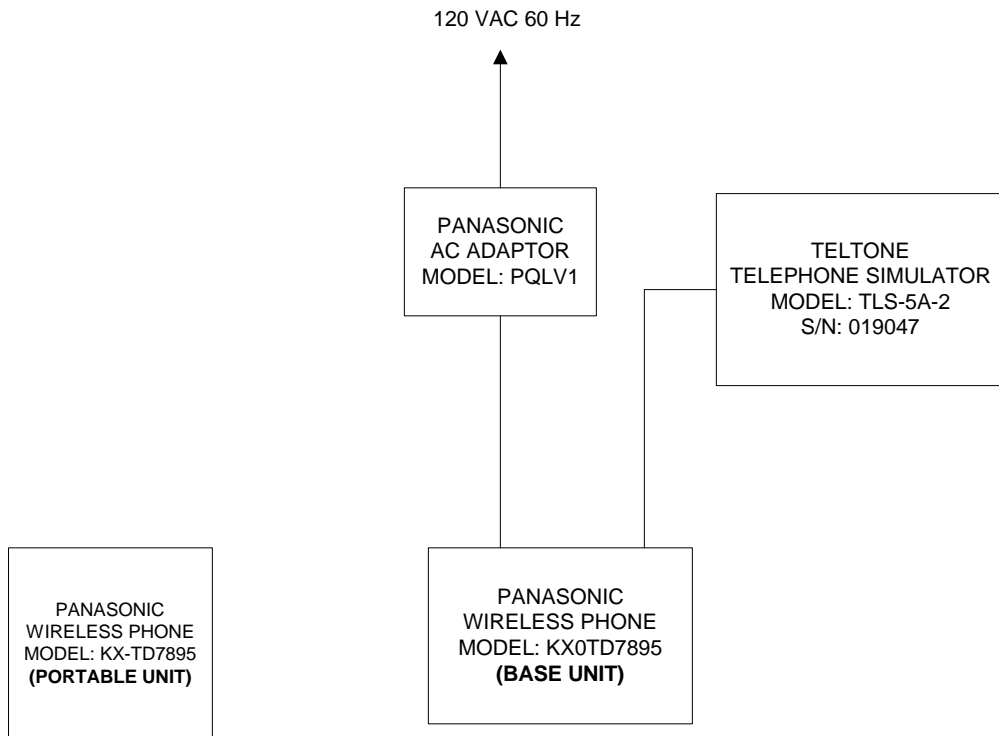 120 VAC 60 Hz
PANASONIC
AC ADAPTOR
MODEL: PQLV1
TELTONE
TELEPHONE SIMULATOR
MODEL: TLS-5A-2
S/N: 019047
PANASONIC
WIRELESS PHONE
MODEL: KX-TD7895
(PORTABLE UNIT)
PANASONIC
WIRELESS PHONE
MODEL: KX0TD7895
(BASE UNIT)